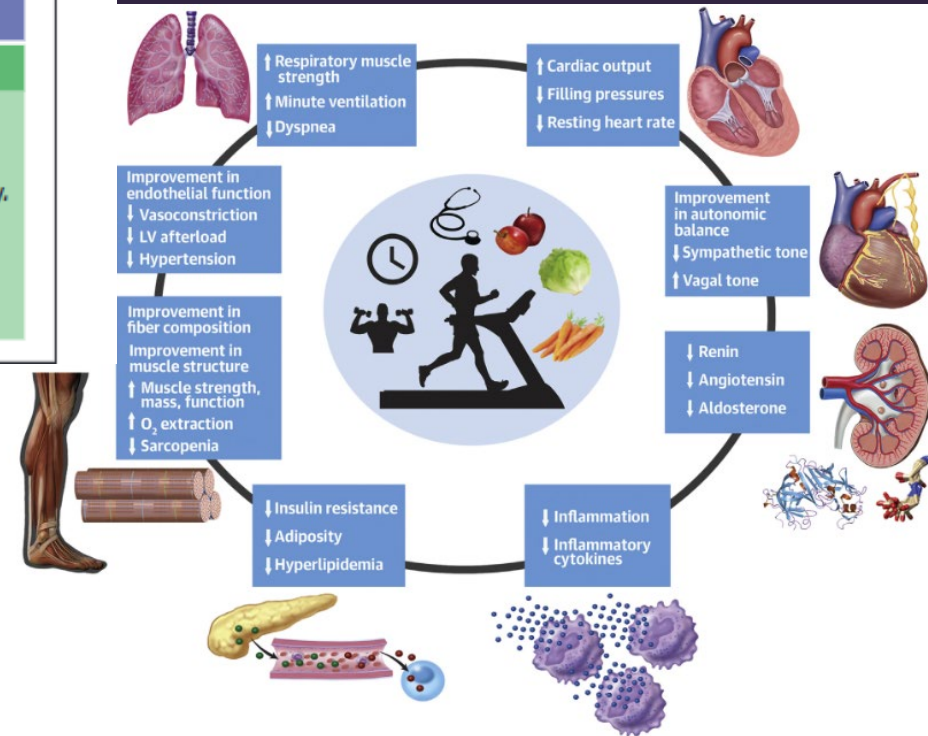 y.
↑ Respiratory muscle
strength
↑ Minute ventilation
↓ Dyspnea
↑ Cardiac output
↓ Filling pressures
↓ Resting heart rate
Improvement in
endothelial function
↓ Vasoconstriction
↓ LV afterload
↓ Hypertension
Improvement
in autonomic
balance
↓ Sympathetic tone
↑ Vagal tone
Improvement in
fiber composition
Improvement in
muscle structure
↑ Muscle strength,
mass, function
↑ O₂ extraction
↓ Sarcopenia
↓ Renin
↓ Angiotensin
↓ Aldosterone
↓ Insulin resistance
↓ Adiposity
↓ Hyperlipidemia
↓ Inflammation
↓ Inflammatory
cytokines